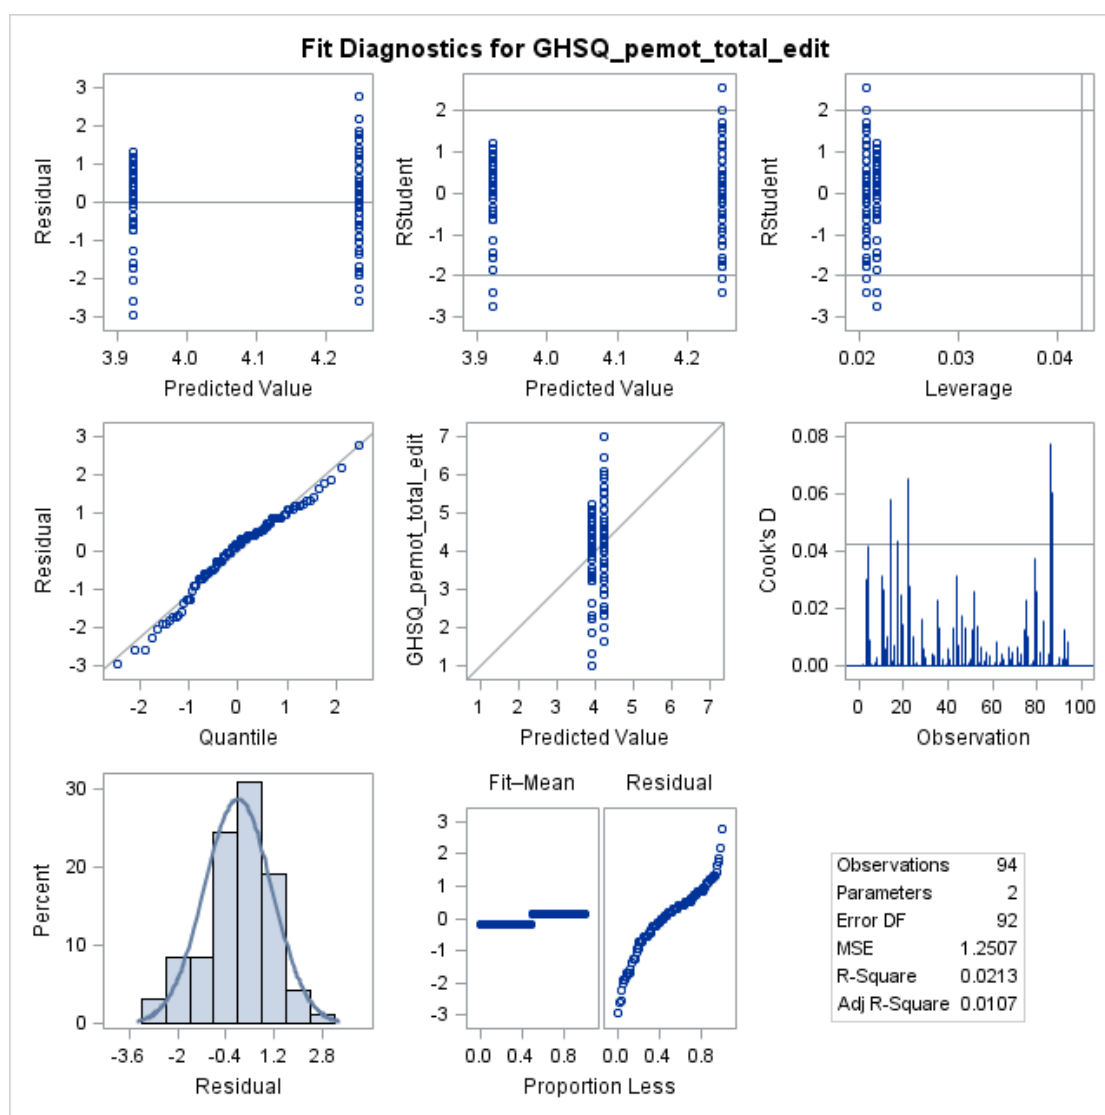 Fit Diagnostics for GHSQ_pemot_total_edit
Residual
3
2
1
0
-1
-2
-3
3.9 4.0 4.1 4.2
Predicted Value
RStudent
2
1
0
-1
-2
-3
3.9 4.0 4.1 4.2
Predicted Value
RStudent
2
1
0
-1
-2
-3
0.02 0.03 0.04
Leverage
Residual
3
2
1
0
-1
-2
-3
-2 -1 0 1 2
Quantile
GHSQ_pemot_total_edit
7
6
5
4
3
2
1
1 2 3 4 5 6 7
Predicted Value
Cook's D
0.08
0.06
0.04
0.02
0.00
0 20 40 60 80 100
Observation
Percent
30
20
10
0
-3.6 -2 -0.4 1.2 2.8
Residual
Fit–Mean Residual
3
2
1
0
-1
-2
-3
0.0 0.4 0.8 0.0 0.4 0.8
Proportion Less
Observations 94
Parameters 2
Error DF 92
MSE 1.2507
R-Square 0.0213
Adj R-Square 0.0107